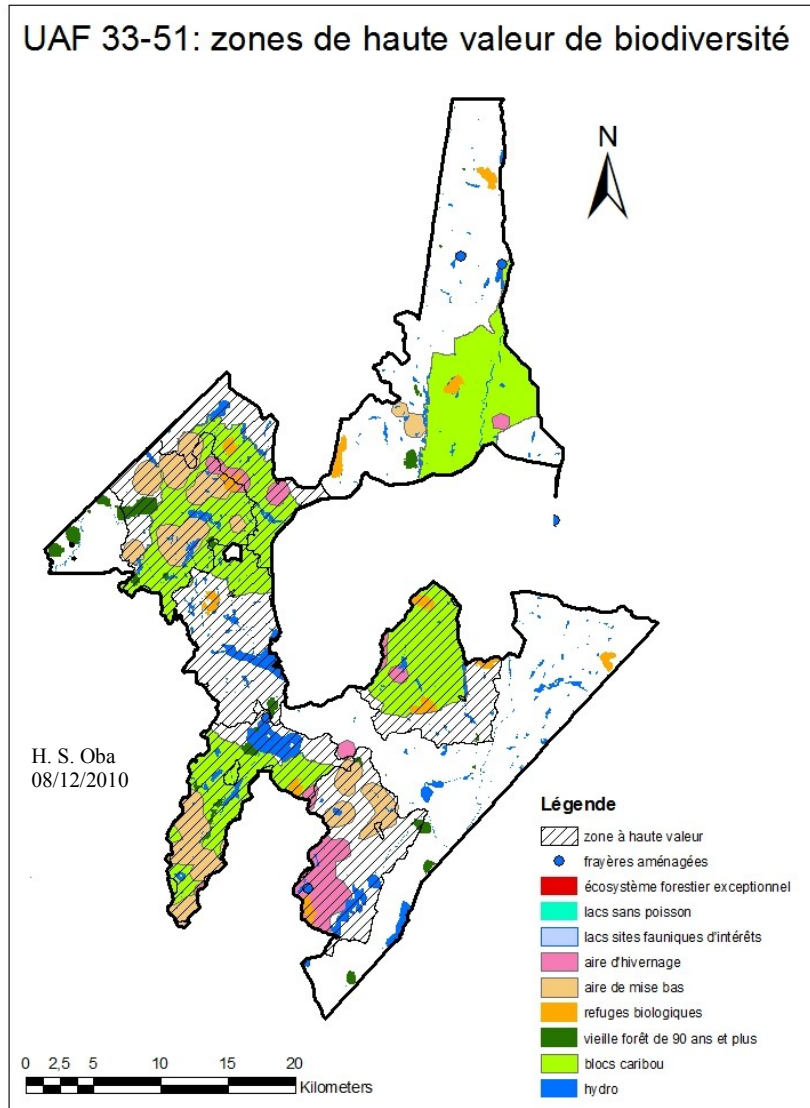 UAF 33-51: zones de haute valeur de biodiversité
N
H. S. Oba
08/12/2010
Légende
zone à haute valeur
frayères aménagées
écosystème forestier exceptionnel
lacs sans poisson
lacs sites fauniques d'intérêts
aire d'hivernage
aire de mise bas
refuges biologiques
vieille forêt de 90 ans et plus
blocs caribou
hydro
0 2,5 5 10 15 20
Kilometers